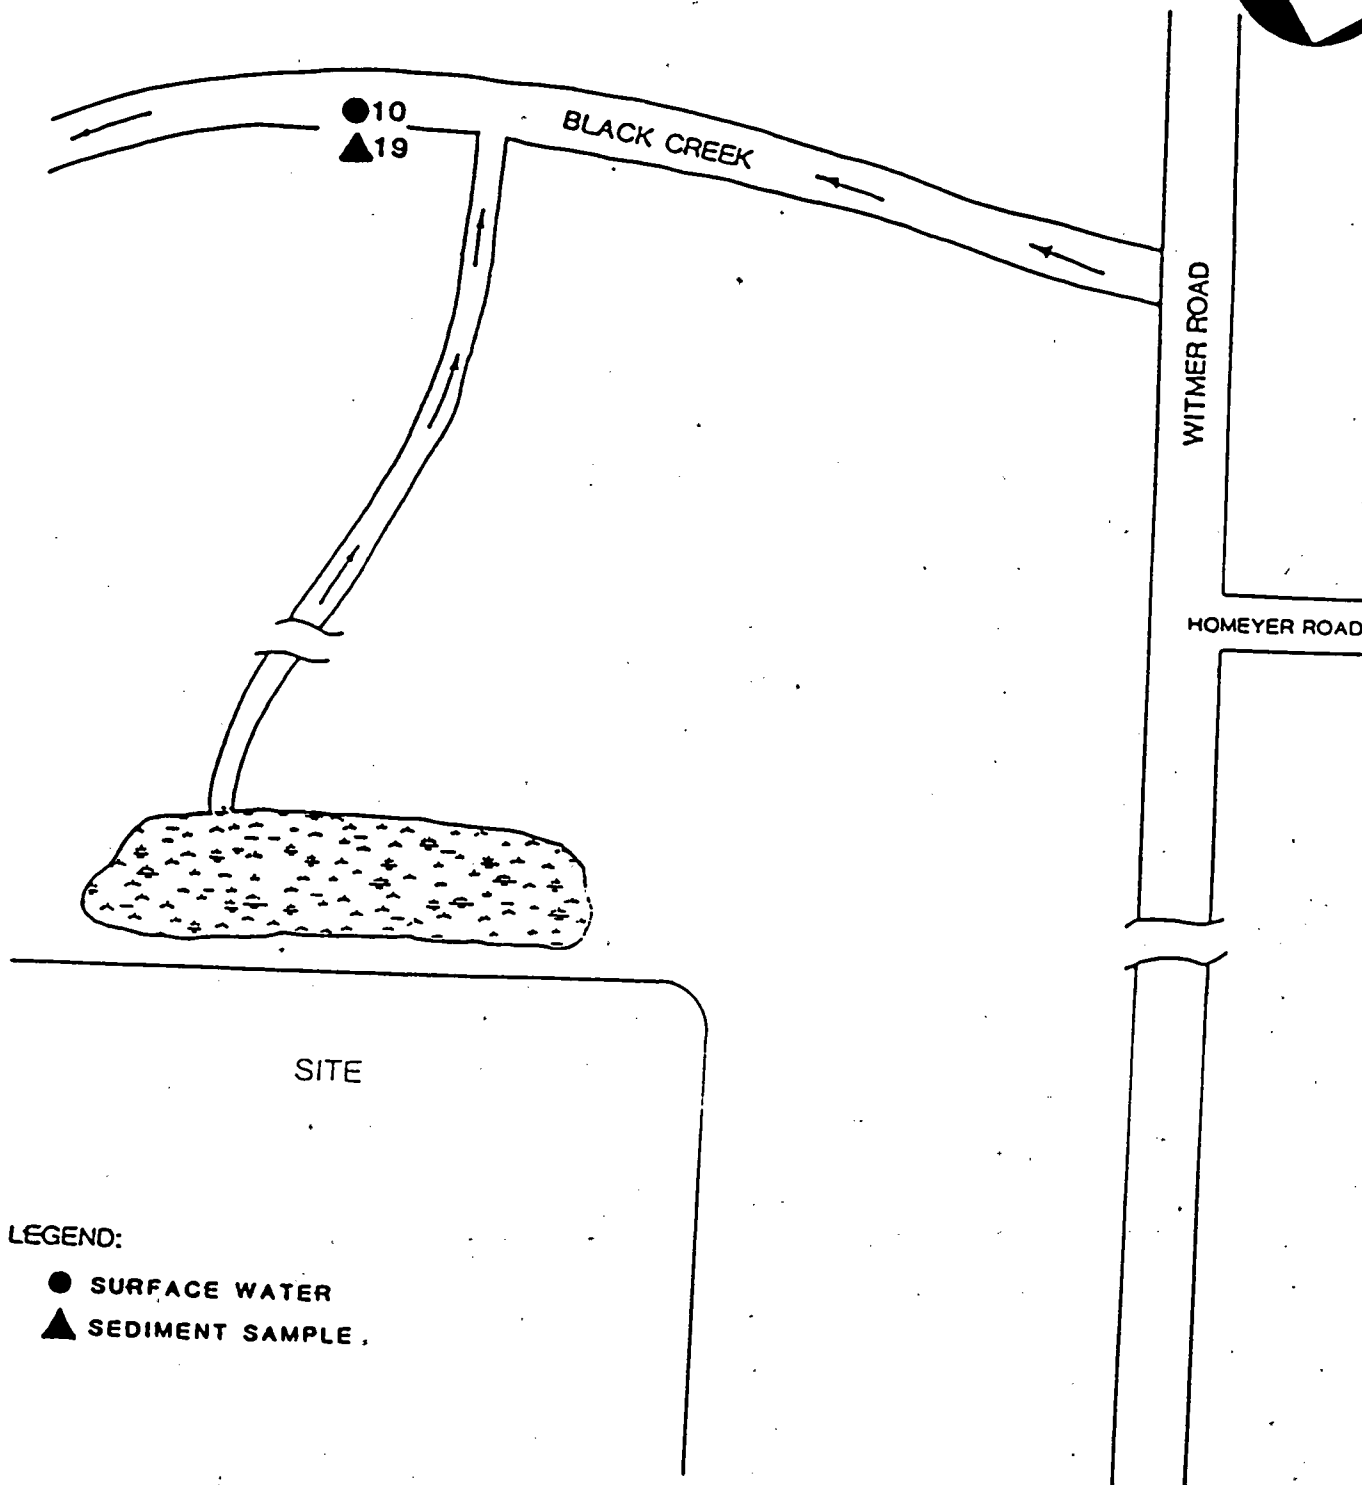 10
19
BLACK CREEK
WITMER ROAD
HOMEYER ROAD
SITE
LEGEND:
SURFACE WATER
SEDIMENT SAMPLE